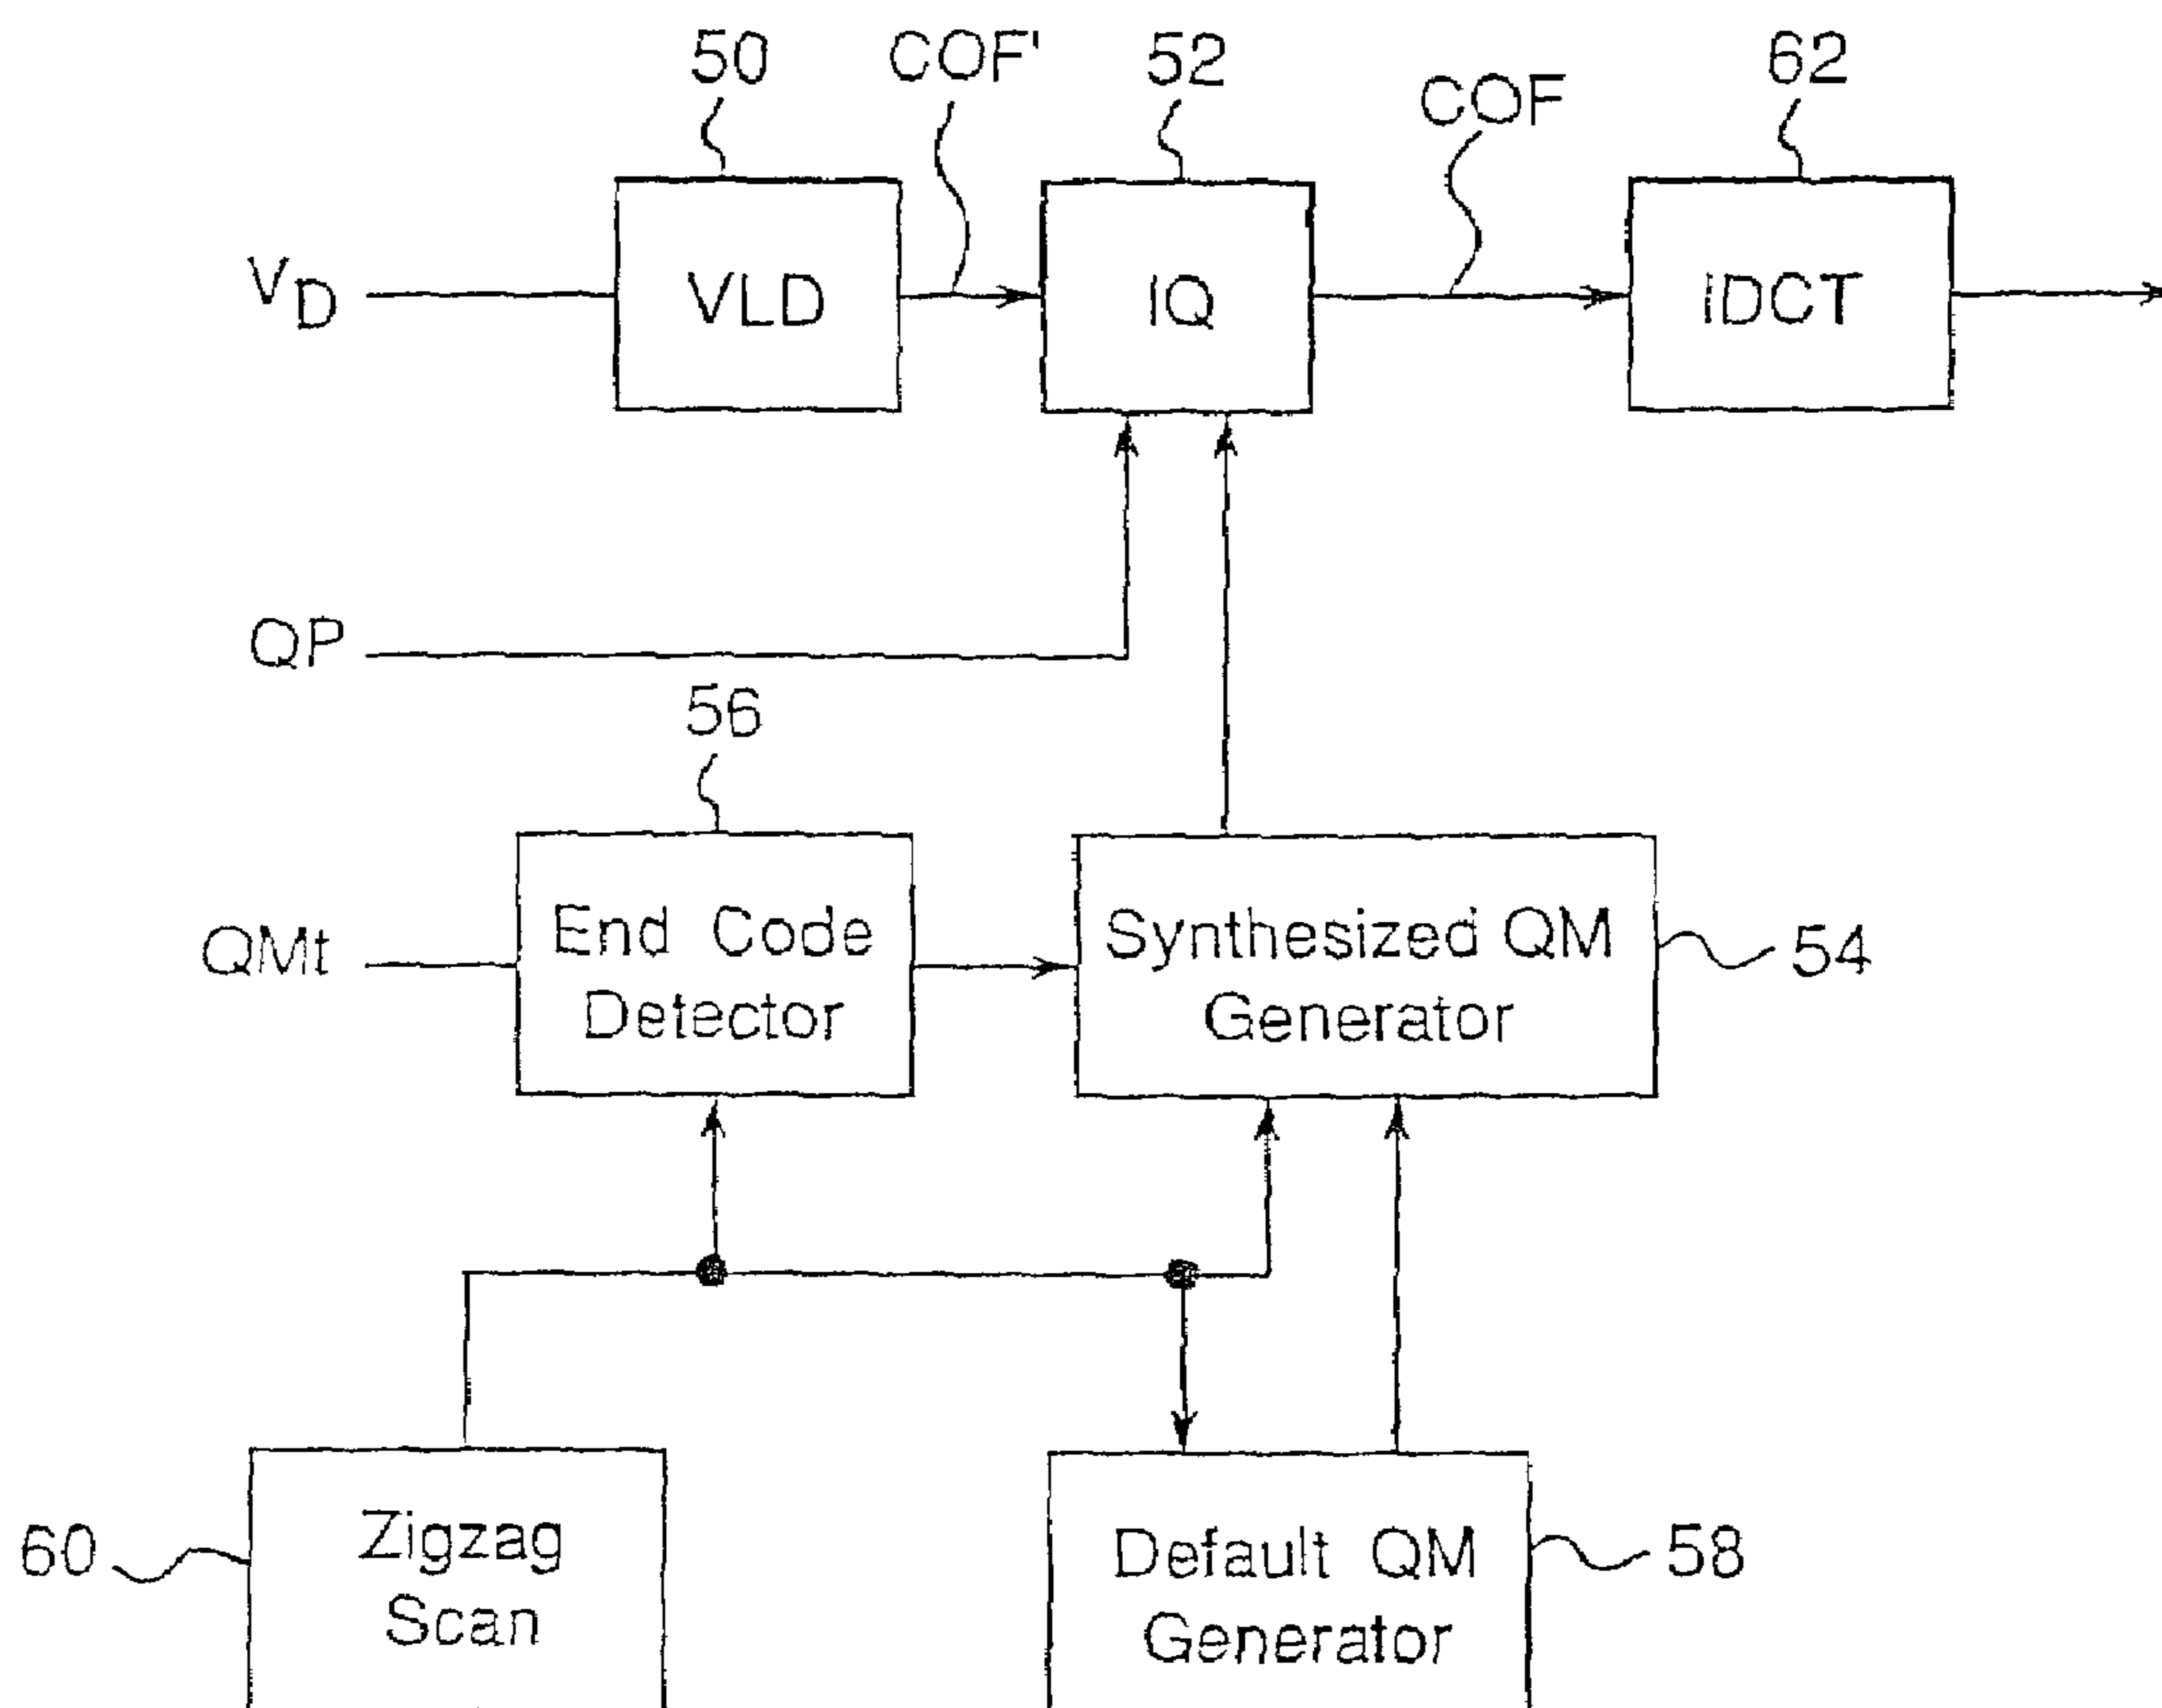 50 COF' 52 COF 62
VD VLD IQ IDCT
QP
56
QMt End Code Detector Synthesized QM Generator 54
60 Zigzag Scan Default QM Generator 58